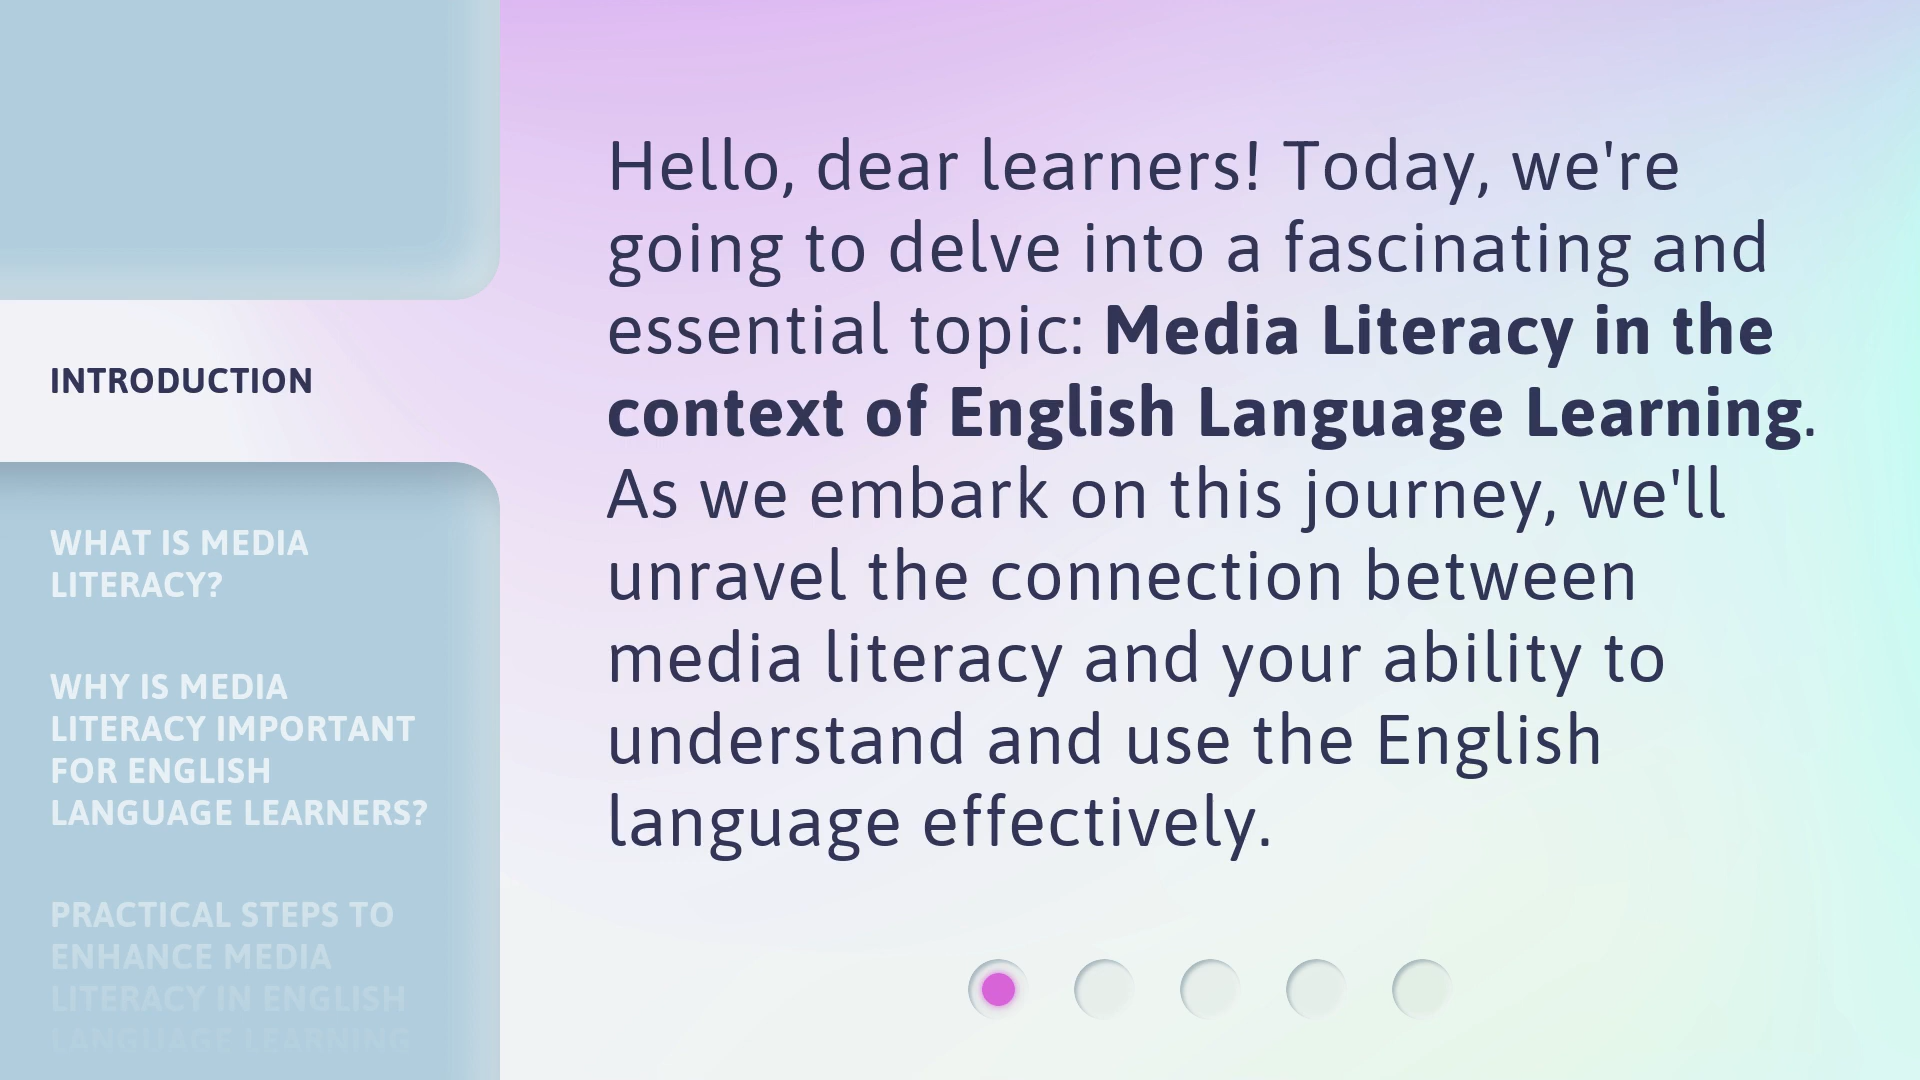 INTRODUCTION
WHAT IS MEDIA
LITERACY?
WHY IS MEDIA
LITERACY IMPORTANT
FOR ENGLISH
LANGUAGE LEARNERS?
PRACTICAL STEPS TO
ENHANCE MEDIA
LITERACY IN ENGLISH
LANGUAGE LEARNING
Hello, dear learners! Today, we're
going to delve into a fascinating and
essential topic: Media Literacy in the
context of English Language Learning.
As we embark on this journey, we'll
unravel the connection between
media literacy and your ability to
understand and use the English
language effectively.